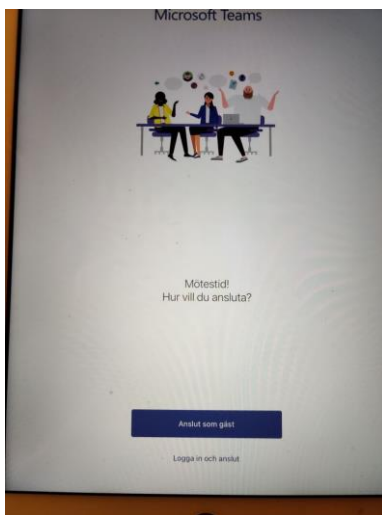 Microsoft Teams
Mötestid!
Hur vill du ansluta?
Anslut som gäst
Logga in och anslut